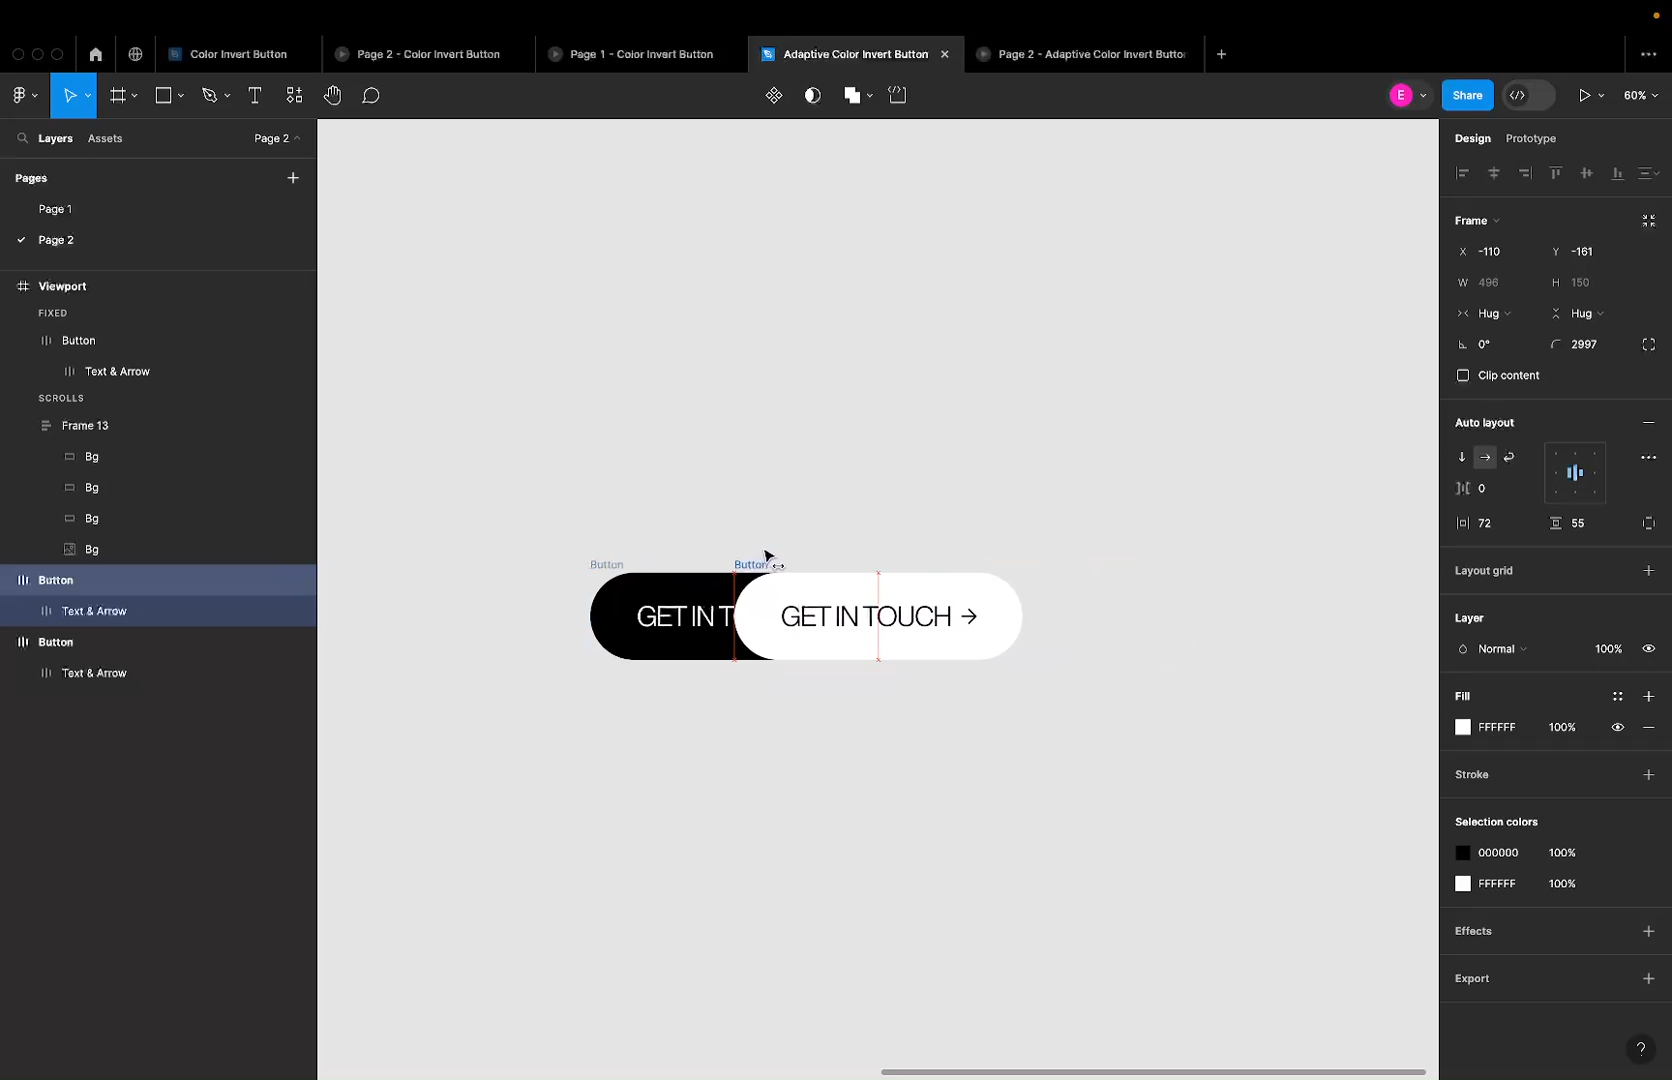 Color Invert Button
Page 2 - Color Invert Button
Page 1 - Color Invert Button
Adaptive Color Invert Button
Page 2 - Adaptive Color Invert Butto
E
Share
60%
Layers
Assets
Page 2
Pages
Page 1
Page 2
Viewport
FIXED
Button
Text & Arrow
SCROLLS
Frame 13
Bg
Bg
Bg
Bg
Button
Text & Arrow
Button
Text & Arrow
Button
Button
GET IN T
GET IN TOUCH →
Design
Prototype
Frame
X -110
Y -161
W 496
H 150
Hug
Hug
0°
2997
Clip content
Auto layout
0
72
55
Layout grid
Layer
Normal
100%
Fill
FFFFFF
100%
Stroke
Selection colors
000000
100%
FFFFFF
100%
Effects
Export
?